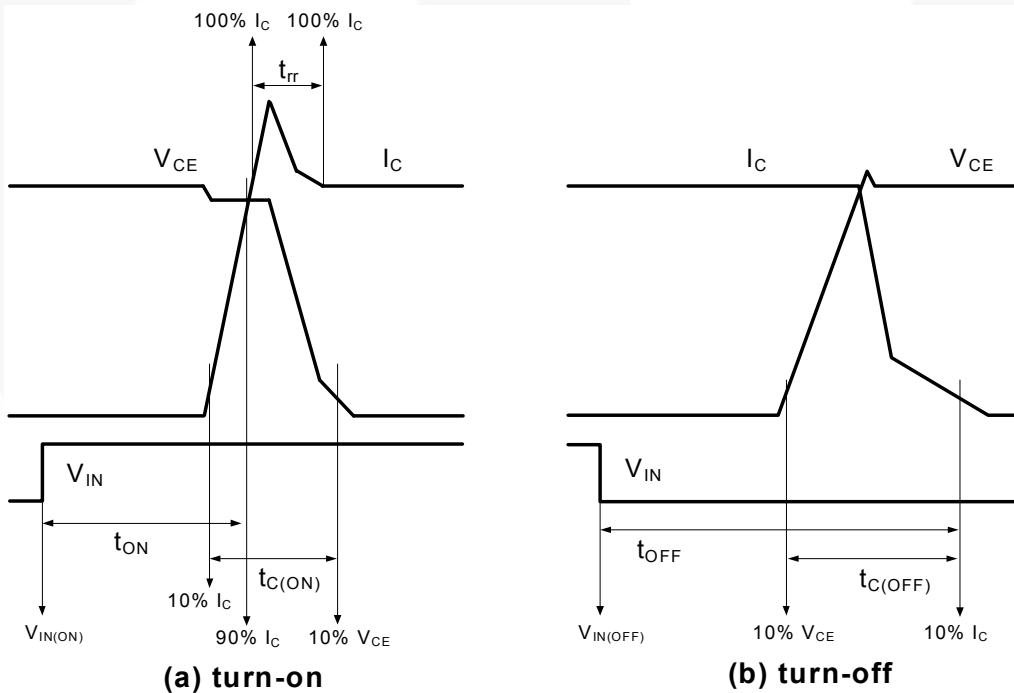 100% I_C 100% I_C
t_rr
V_CE I_C
V_IN
t_ON
t_C(ON)
10% I_C
V_IN(ON)
90% I_C 10% V_CE
(a) turn-on
I_C V_CE
V_IN
t_OFF
t_C(OFF)
V_IN(OFF) 10% V_CE 10% I_C
(b) turn-off